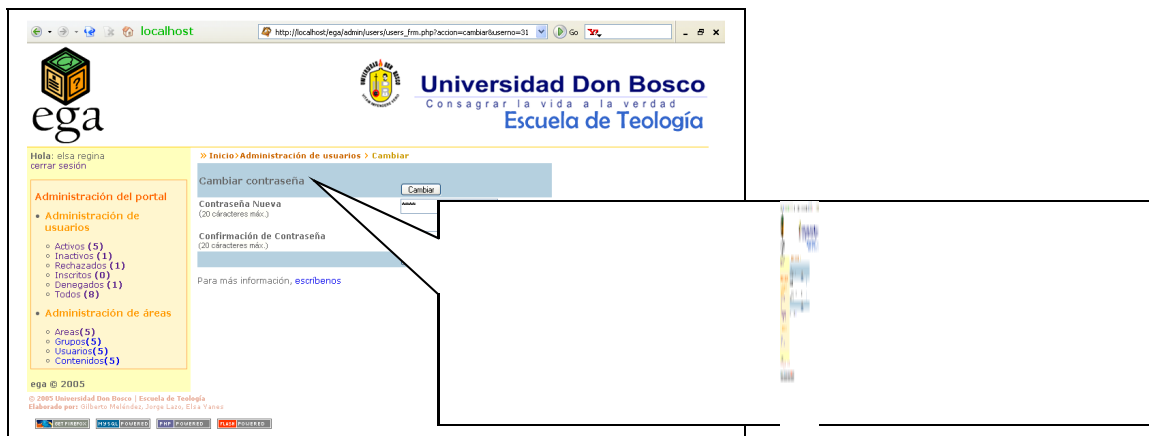 localhost
http://localhost/ega/admin/users/users_frm.php?accion=cambiar&userno=31
Go
ega
Universidad Don Bosco
Consagrar la vida a la verdad
Escuela de Teología
Hola: elsa regina
cerrar sesión
» Inicio›Administración de usuarios › Cambiar
Administración del portal
Administración de usuarios
Activos (5)
Inactivos (1)
Rechazados (1)
Inscritos (0)
Denegados (1)
Todos (8)
Administración de áreas
Areas(5)
Grupos(5)
Usuarios(5)
Contenidos(5)
ega © 2005
Cambiar contraseña
Cambiar
Contraseña Nueva
****
(20 cáracteres máx.)
Confirmación de Contraseña
(20 cáracteres máx.)
Para más información, escríbenos
© 2005 Universidad Don Bosco | Escuela de Teología
Elaborado por: Gilberto Meléndez, Jorge Lazo, Elsa Yanes
GET FIREFOX
MYSQL POWERED
PHP POWERED
FLASH POWERED